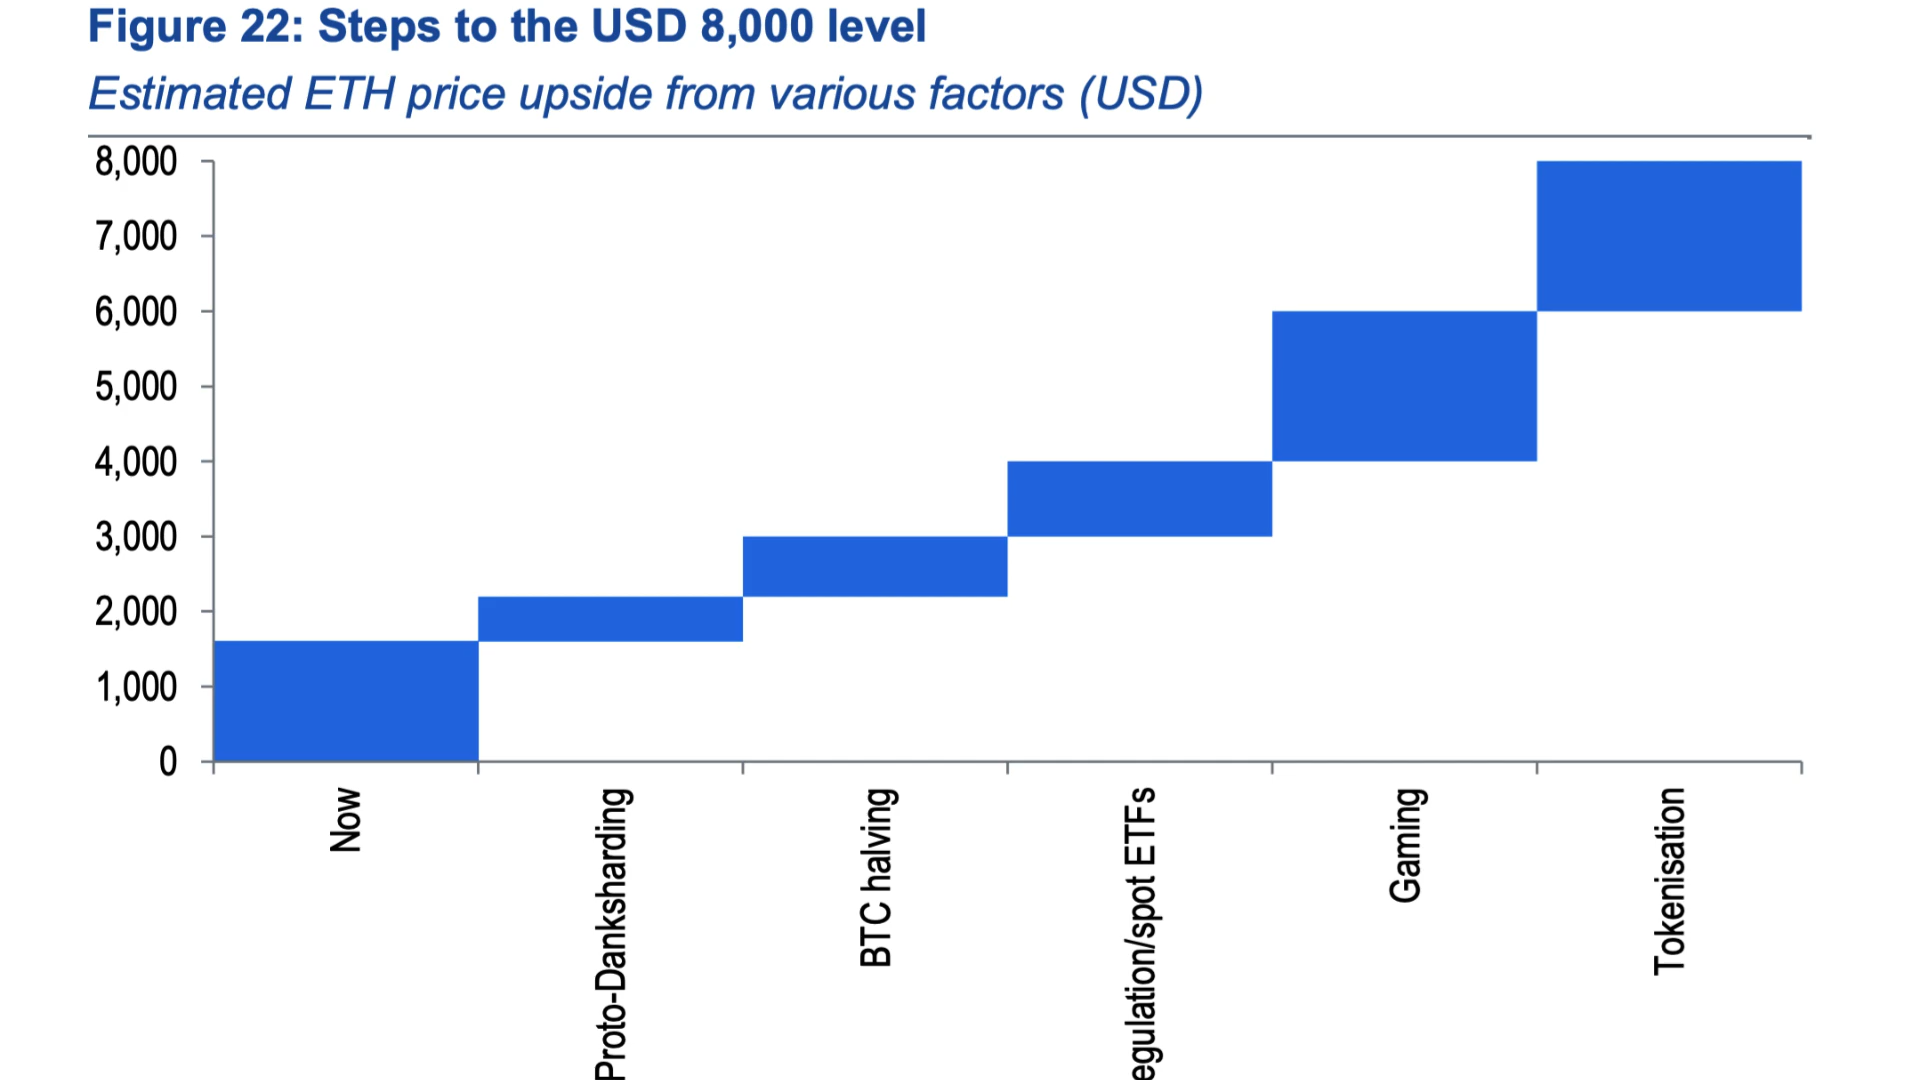 Figure 22: Steps to the USD 8,000 level
Estimated ETH price upside from various factors (USD)
8,000
7,000
6,000
5,000
4,000
3,000
2,000
1,000
0
Now
Proto-Danksharding
BTC halving
egulation/spot ETFs
Gaming
Tokenisation